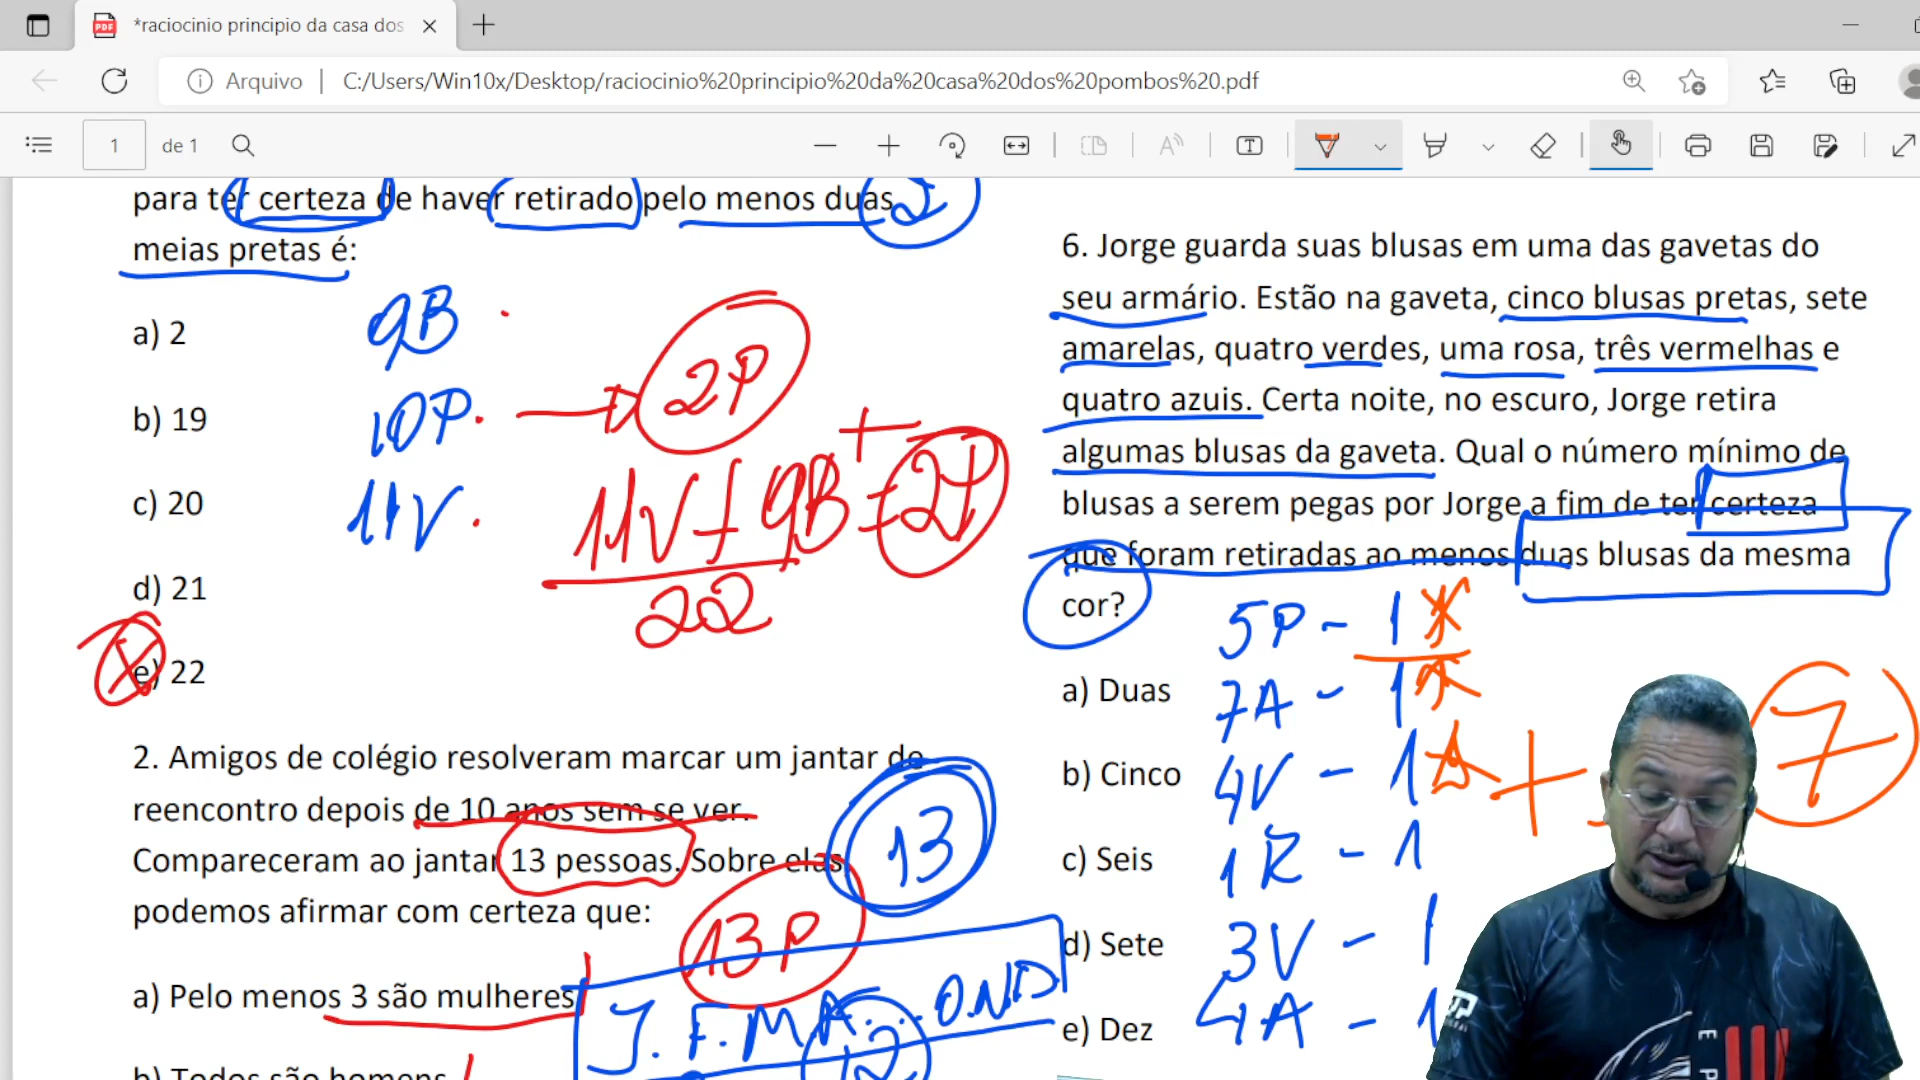 *raciocinio principio da casa dos
Arquivo
C:/Users/Win10x/Desktop/raciocinio%20principio%20da%20casa%20dos%20pombos%20.pdf
1 de 1
para ter certeza de haver retirado pelo menos duas 2
meias pretas é:
a) 2
b) 19
c) 20
d) 21
e) 22
9B
10P
11V
2P
11V + 9B + 2P
22
2. Amigos de colégio resolveram marcar um jantar de
reencontro depois de 10 anos sem se ver.
Compareceram ao jantar 13 pessoas. Sobre elas
podemos afirmar com certeza que:
13
13P
a) Pelo menos 3 são mulheres
J. F. M A... O.N.D
12
b) Todos são homens
6. Jorge guarda suas blusas em uma das gavetas do
seu armário. Estão na gaveta, cinco blusas pretas, sete
amarelas, quatro verdes, uma rosa, três vermelhas e
quatro azuis. Certa noite, no escuro, Jorge retira
algumas blusas da gaveta. Qual o número mínimo de
blusas a serem pegas por Jorge a fim de ter certeza
que foram retiradas ao menos duas blusas da mesma
cor?
a) Duas
b) Cinco
c) Seis
d) Sete
e) Dez
5P - 1
7A - 1
4V - 1
1R - 1
3V - 1
4A - 1
+
7